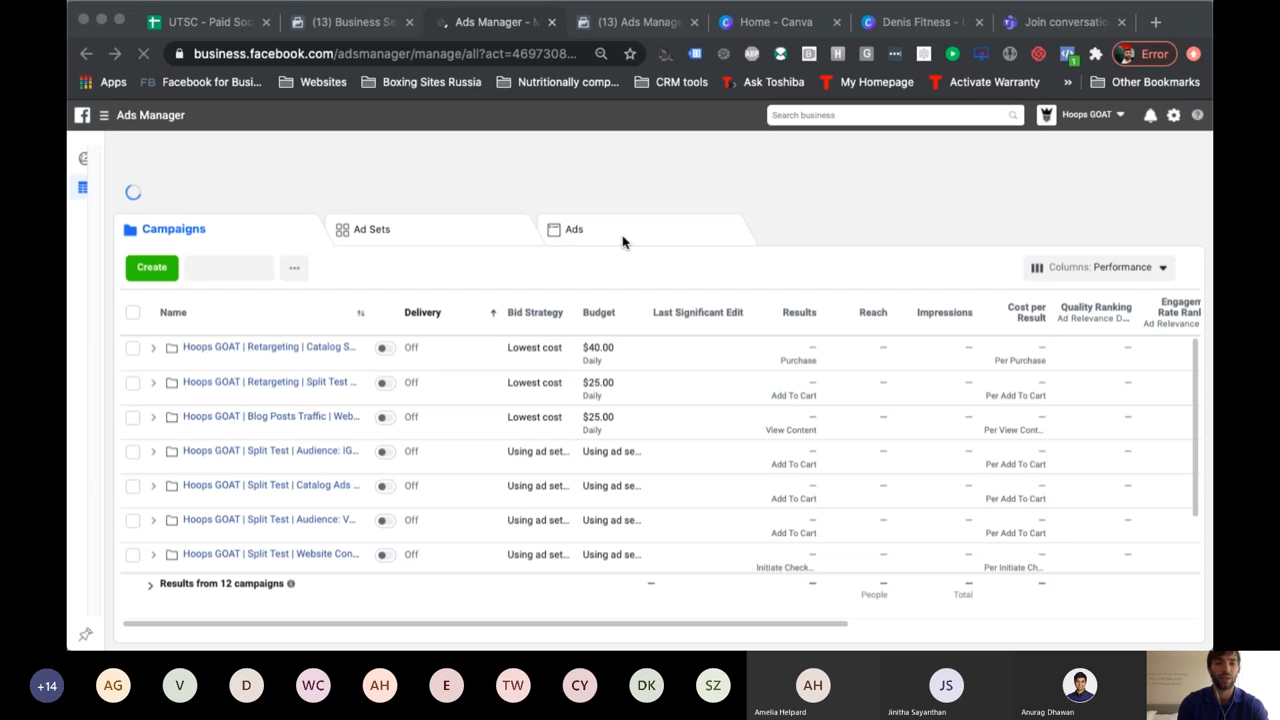 UTSC - Paid Soc
(13) Business Se
Ads Manager - M
(13) Ads Manage
Home - Canva
Denis Fitness - L
Join conversatio
business.facebook.com/adsmanager/manage/all?act=4697308...
Error
Apps
Facebook for Busi...
Websites
Boxing Sites Russia
Nutritionally comp...
CRM tools
Ask Toshiba
My Homepage
Activate Warranty
»
Other Bookmarks
Ads Manager
Search business
Hoops GOAT
Campaigns
Ad Sets
Ads
Create
...
Columns: Performance
Name
Delivery
Bid Strategy
Budget
Last Significant Edit
Results
Reach
Impressions
Cost per
Result
Quality Ranking
Ad Relevance D...
Engagem
Rate Rank
Ad Relevance
Hoops GOAT | Retargeting | Catalog S... Off Lowest cost $40.00 — — — — —
Daily Purchase Per Purchase
Hoops GOAT | Retargeting | Split Test ... Off Lowest cost $25.00 — — — — —
Daily Add To Cart Per Add To Cart
Hoops GOAT | Blog Posts Traffic | Web... Off Lowest cost $25.00 — — — — —
Daily View Content Per View Cont...
Hoops GOAT | Split Test | Audience: IG... Off Using ad set... Using ad se... — — — — —
Add To Cart Per Add To Cart
Hoops GOAT | Split Test | Catalog Ads ... Off Using ad set... Using ad se... — — — — —
Add To Cart Per Add To Cart
Hoops GOAT | Split Test | Audience: V... Off Using ad set... Using ad se... — — — — —
Add To Cart Per Add To Cart
Hoops GOAT | Split Test | Website Con... Off Using ad set... Using ad se... — — — — —
Initiate Check... Per Initiate Ch...
Results from 12 campaigns — — — — —
People Total
+14
AG
V
D
WC
AH
E
TW
CY
DK
SZ
AH
Amelia Helpard
JS
Jinitha Sayanthan
Anurag Dhawan